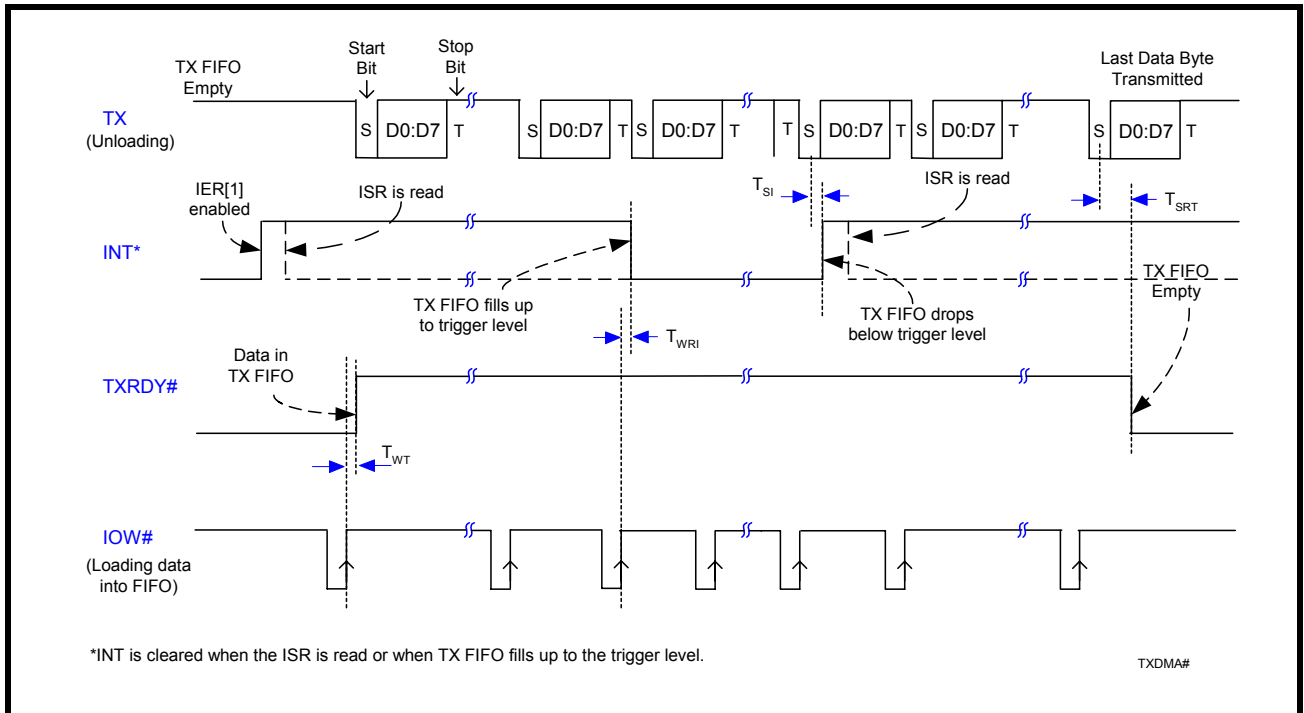 TX FIFO
Empty
Start
Bit
Stop
Bit
Last Data Byte
Transmitted
TX
(Unloading)
S D0:D7 T S D0:D7 T S D0:D7 T T S D0:D7 T S D0:D7 T S D0:D7 T
IER[1]
enabled
ISR is read
TSI
ISR is read
TSRT
INT*
TX FIFO fills up
to trigger level
TX FIFO drops
below trigger level
TX FIFO
Empty
TWRI
Data in
TX FIFO
TXRDY#
TWT
IOW#
(Loading data
into FIFO)
*INT is cleared when the ISR is read or when TX FIFO fills up to the trigger level.
TXDMA#